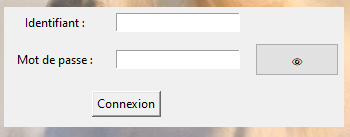 Identifiant :
Mot de passe :
Connexion